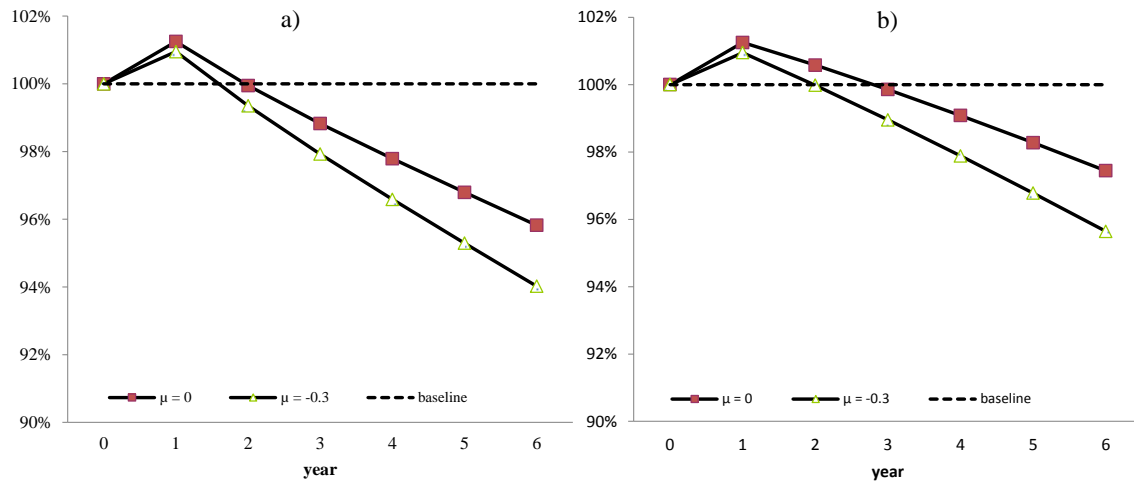 a)
102%
100%
98%
96%
94%
92%
90%
μ = 0 μ = -0.3 baseline
0 1 2 3 4 5 6
year
b)
102%
100%
98%
96%
94%
92%
90%
μ = 0 μ = -0.3 baseline
0 1 2 3 4 5 6
year